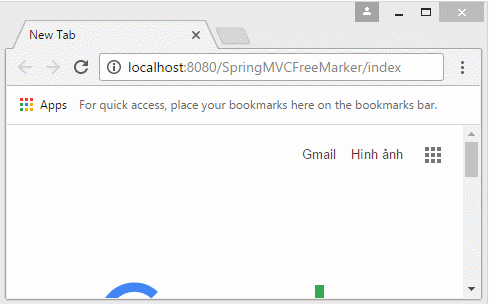 New Tab
localhost:8080/SpringMVCFreeMarker/index
Apps For quick access, place your bookmarks here on the bookmarks bar.
Gmail Hình ảnh